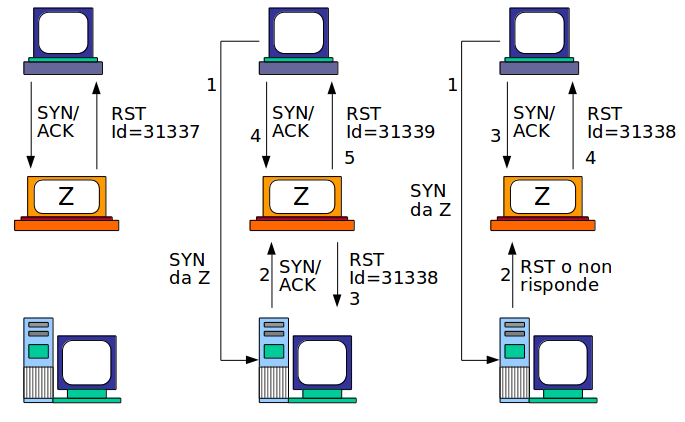 SYN/
ACK
RST
Id=31337
Z
1
SYN/
ACK
4
RST
Id=31339
5
Z
SYN
da Z
2
SYN/
ACK
RST
Id=31338
3
1
SYN/
ACK
3
RST
Id=31338
4
Z
SYN
da Z
2
RST o non
risponde